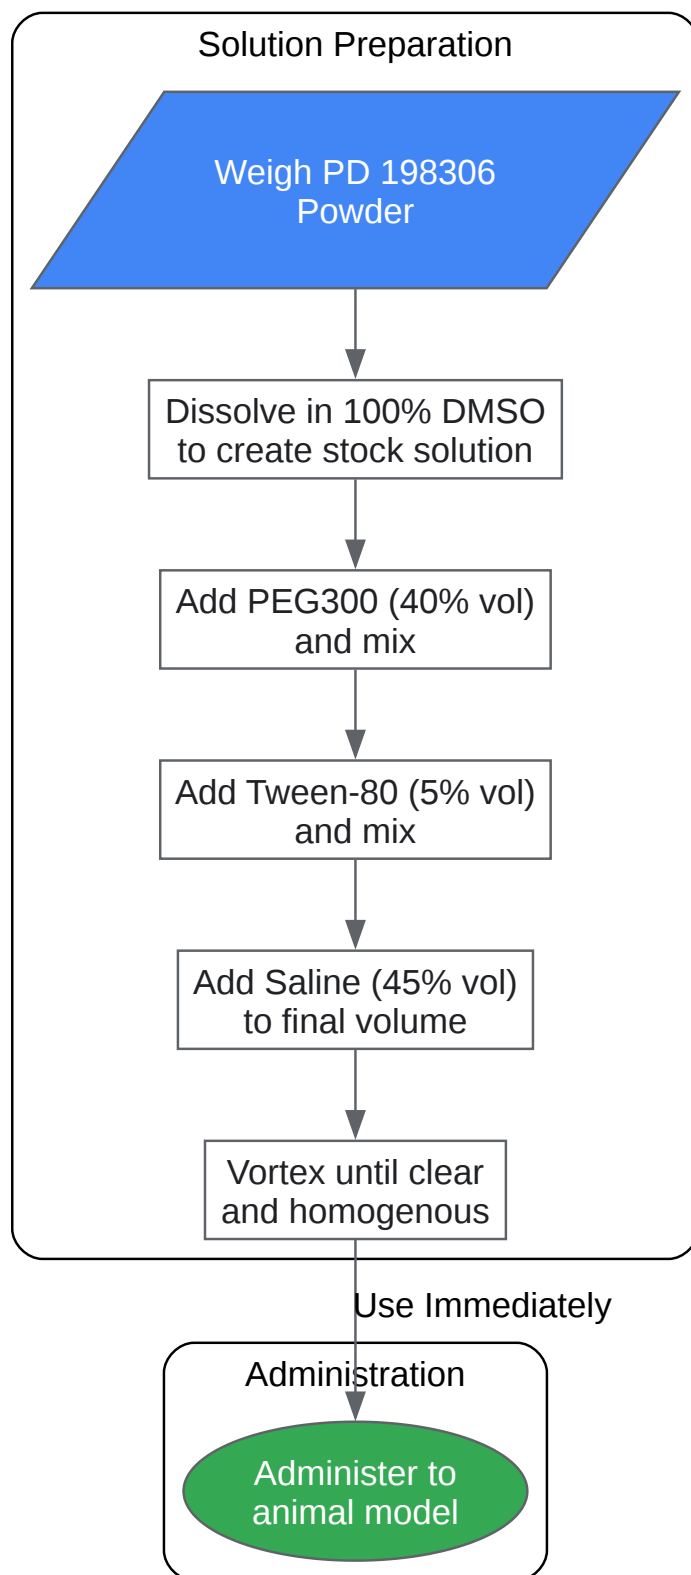 Solution Preparation
Weigh PD 198306
Powder
Dissolve in 100% DMSO
to create stock solution
Add PEG300 (40% vol)
and mix
Add Tween-80 (5% vol)
and mix
Add Saline (45% vol)
to final volume
Vortex until clear
and homogenous
Use Immediately
Administration
Administer to
animal model